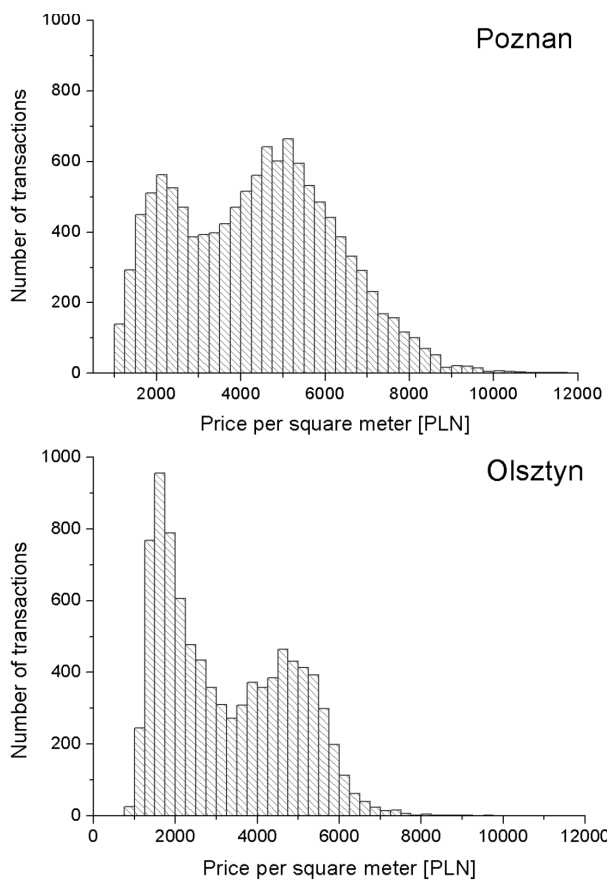 Poznan
1000
800
600
400
200
0
Number of transactions
2000 4000 6000 8000 10000 12000
Price per square meter [PLN]
Olsztyn
1000
800
600
400
200
0
Number of transactions
0 2000 4000 6000 8000 10000 12000
Price per square meter [PLN]